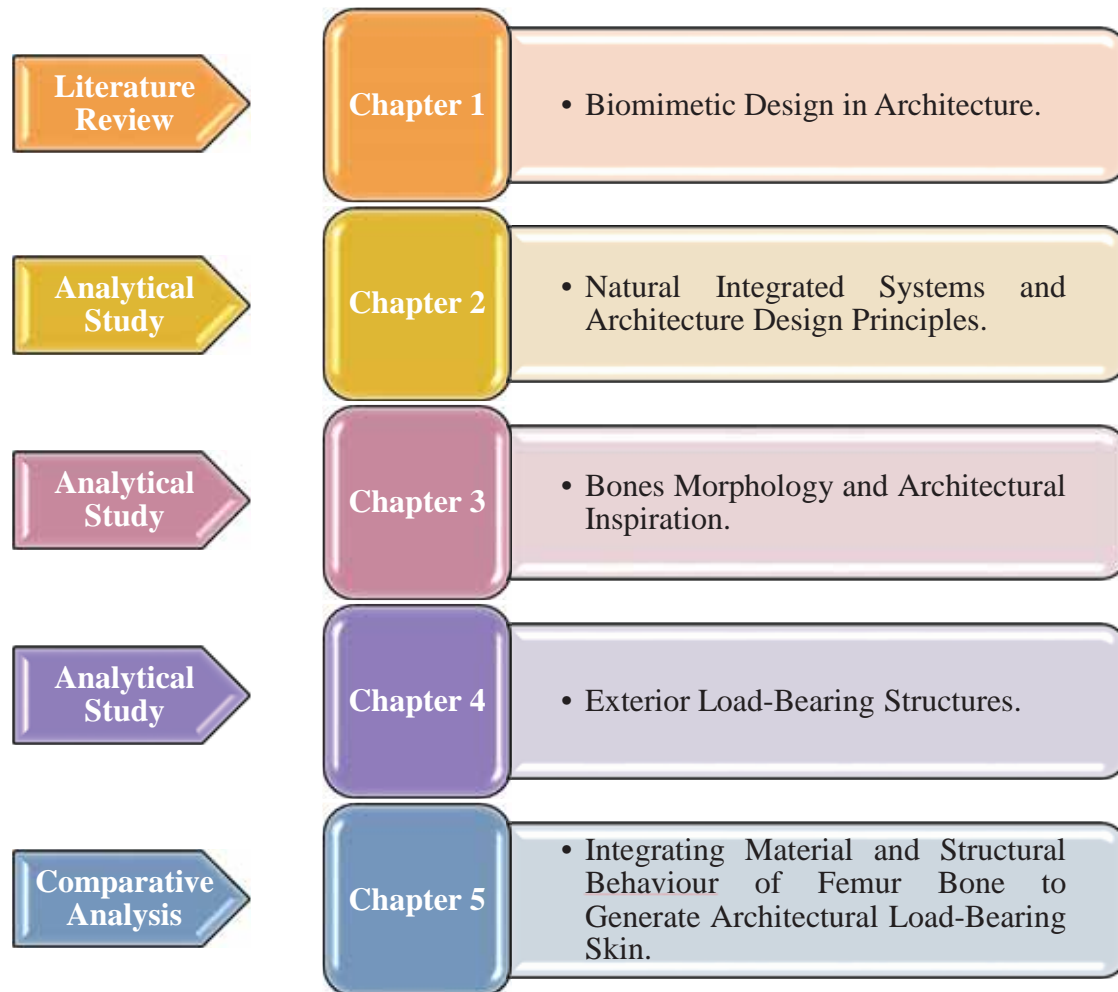 Literature
Review
Chapter 1
• Biomimetic Design in Architecture.
Analytical
Study
Chapter 2
• Natural Integrated Systems and
Architecture Design Principles.
Analytical
Study
Chapter 3
• Bones Morphology and Architectural
Inspiration.
Analytical
Study
Chapter 4
• Exterior Load-Bearing Structures.
Comparative
Analysis
Chapter 5
• Integrating Material and Structural
Behaviour of Femur Bone to
Generate Architectural Load-Bearing
Skin.